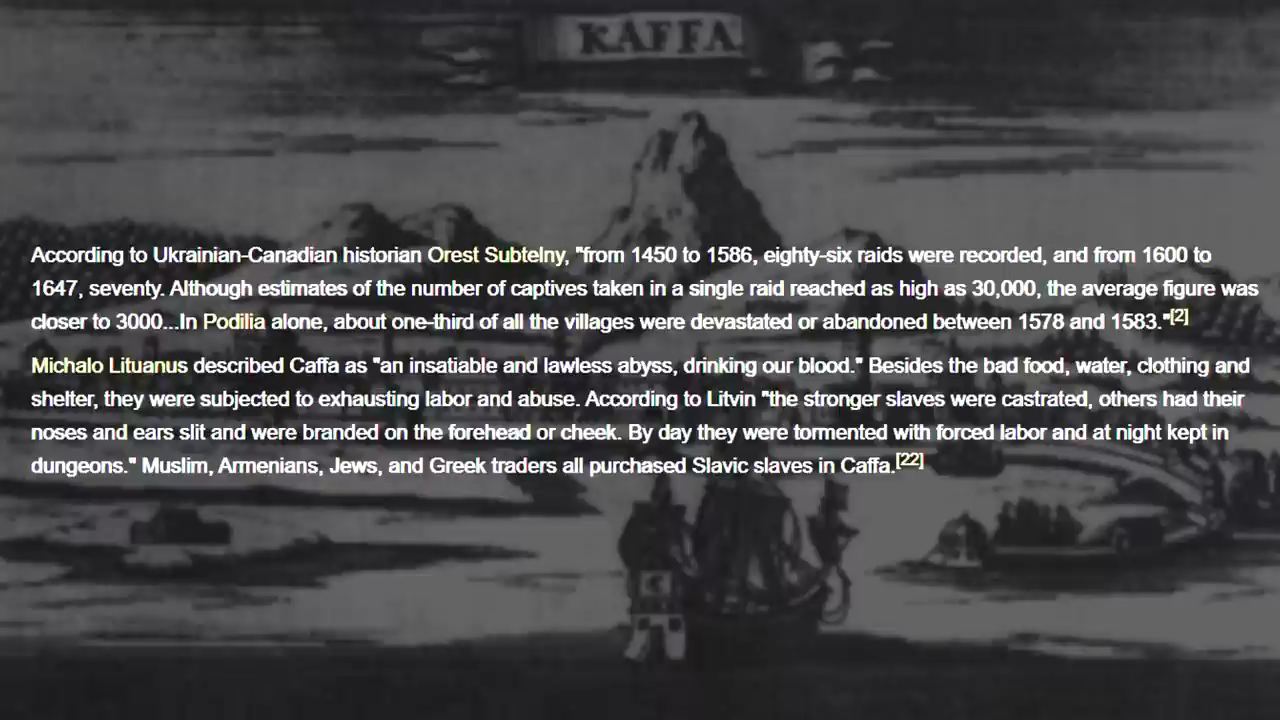 KAFFA
According to Ukrainian-Canadian historian Orest Subtelny, "from 1450 to 1586, eighty-six raids were recorded, and from 1600 to
1647, seventy. Although estimates of the number of captives taken in a single raid reached as high as 30,000, the average figure was
closer to 3000...In Podilia alone, about one-third of all the villages were devastated or abandoned between 1578 and 1583."[2]
Michalo Lituanus described Caffa as "an insatiable and lawless abyss, drinking our blood." Besides the bad food, water, clothing and
shelter, they were subjected to exhausting labor and abuse. According to Litvin "the stronger slaves were castrated, others had their
noses and ears slit and were branded on the forehead or cheek. By day they were tormented with forced labor and at night kept in
dungeons." Muslim, Armenians, Jews, and Greek traders all purchased Slavic slaves in Caffa.[22]